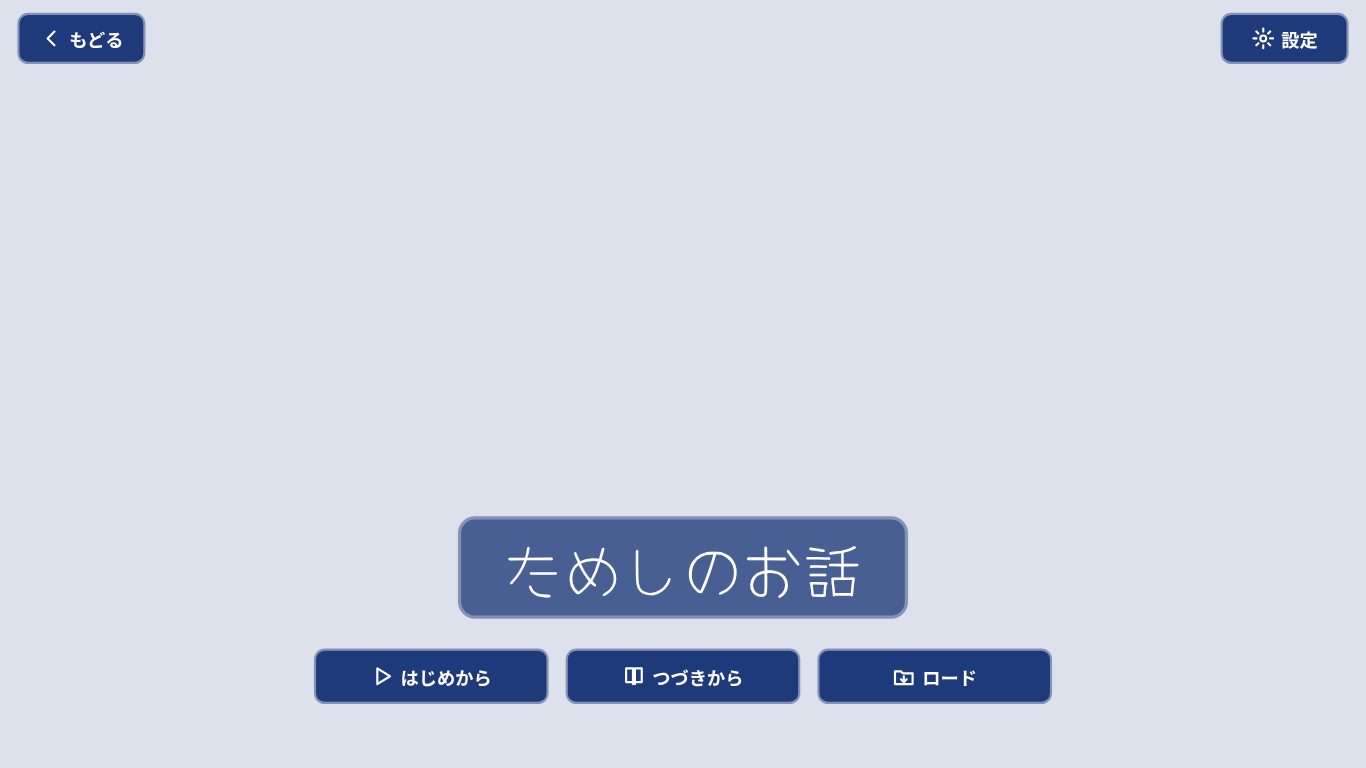 もどる
設定
ためしのお話
はじめから
つづきから
ロード